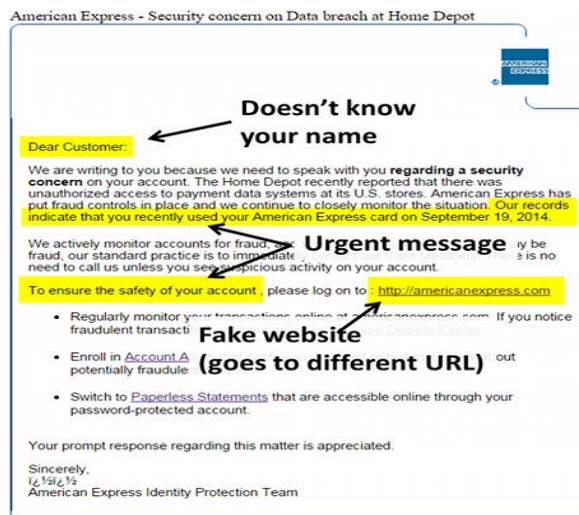 American Express - Security concern on Data breach at Home Depot
AMERICAN
EXPRESS
®
Doesn't know
your name
Dear Customer:
We are writing to you because we need to speak with you regarding a security
concern on your account. The Home Depot recently reported that there was
unauthorized access to payment data systems at its U.S. stores. American Express has
put fraud controls in place and we continue to closely monitor the situation. Our records
indicate that you recently used your American Express card on September 19, 2014.
We actively monitor accounts for fraud, and
Urgent message
y be
fraud, our standard practice is to immediate
is no
need to call us unless you see suspicious activity on your account.
To ensure the safety of your account , please log on to : http://americanexpress.com
• Regularly monitor your transactions online at americanexpress.com. If you notice
fraudulent transacti
Fake website
(goes to different URL)
• Enroll in Account A
out
potentially fraudule
• Switch to Paperless Statements that are accessible online through your
password-protected account.
Your prompt response regarding this matter is appreciated.
Sincerely,
ï¿½ï¿½
American Express Identity Protection Team